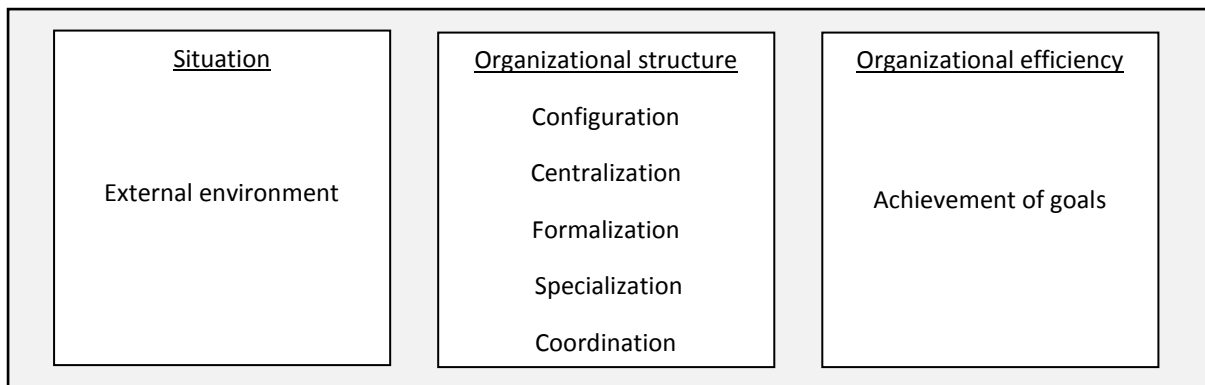 Situation
External environment
Organizational structure
Configuration
Centralization
Formalization
Specialization
Coordination
Organizational efficiency
Achievement of goals